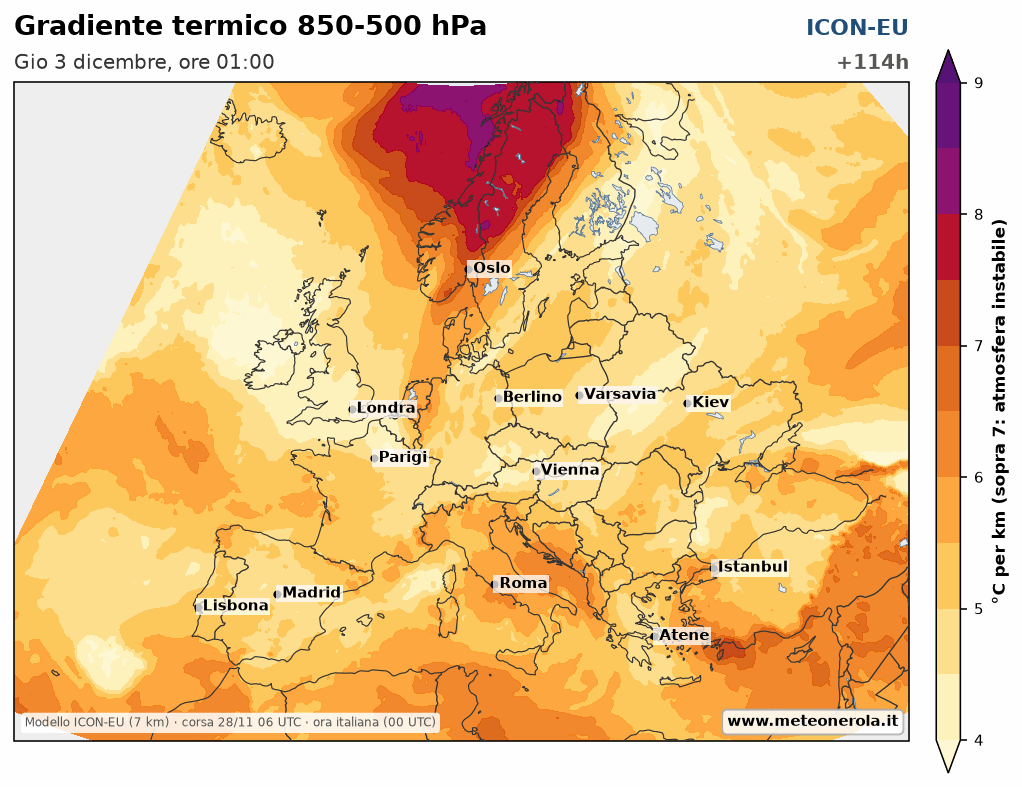 Gradiente termico 850-500 hPa
ICON-EU
Gio 3 dicembre, ore 01:00
+114h
9
8
7
6
5
4
°C per km (sopra 7: atmosfera instabile)
Oslo
Londra
Berlino
Varsavia
Kiev
Parigi
Vienna
Istanbul
Roma
Madrid
Lisbona
Atene
Modello ICON-EU (7 km) · corsa 28/11 06 UTC · ora italiana (00 UTC)
www.meteonerola.it